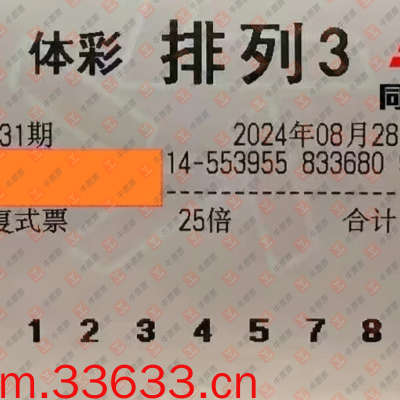 体彩 排列3
同
31期 2024年08月28
14-553955 833680
复式票 25倍 合计
1 2 3 4 5 7 8
m.33633.cn